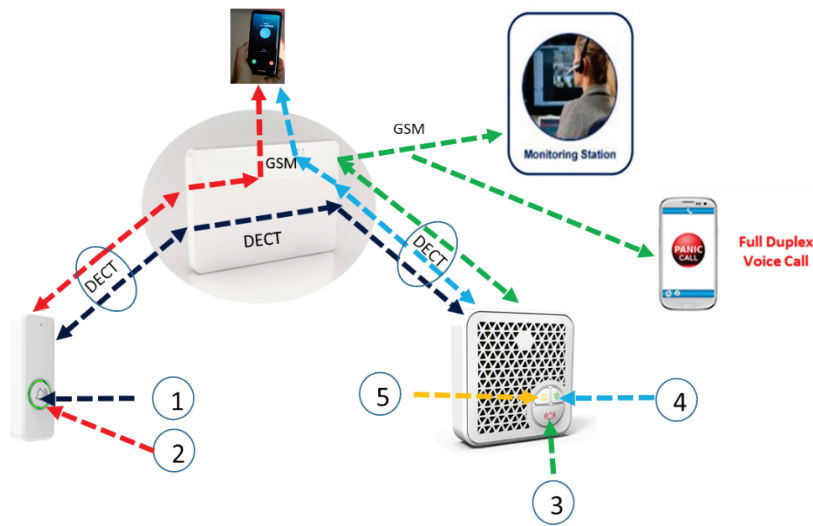 GSM
Monitoring Station
GSM
DECT
DECT
DECT
PANIC
CALL
Full Duplex
Voice Call
1
2
5
4
3